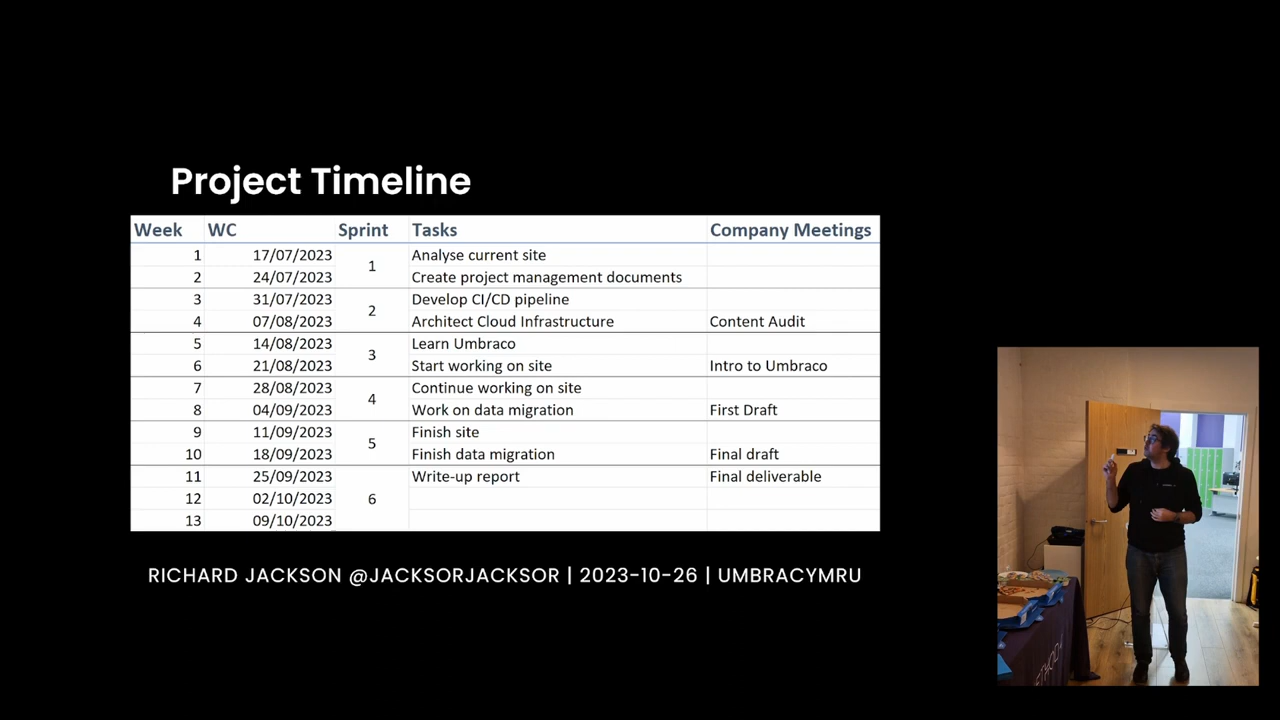 Project Timeline
Week WC Sprint Tasks Company Meetings
1 17/07/2023 1 Analyse current site
2 24/07/2023 Create project management documents
3 31/07/2023 2 Develop CI/CD pipeline
4 07/08/2023 Architect Cloud Infrastructure Content Audit
5 14/08/2023 3 Learn Umbraco
6 21/08/2023 Start working on site Intro to Umbraco
7 28/08/2023 4 Continue working on site
8 04/09/2023 Work on data migration First Draft
9 11/09/2023 5 Finish site
10 18/09/2023 Finish data migration Final draft
11 25/09/2023 6 Write-up report Final deliverable
12 02/10/2023
13 09/10/2023
RICHARD JACKSON @JACKSORJACKSOR | 2023-10-26 | UMBRACYMRU